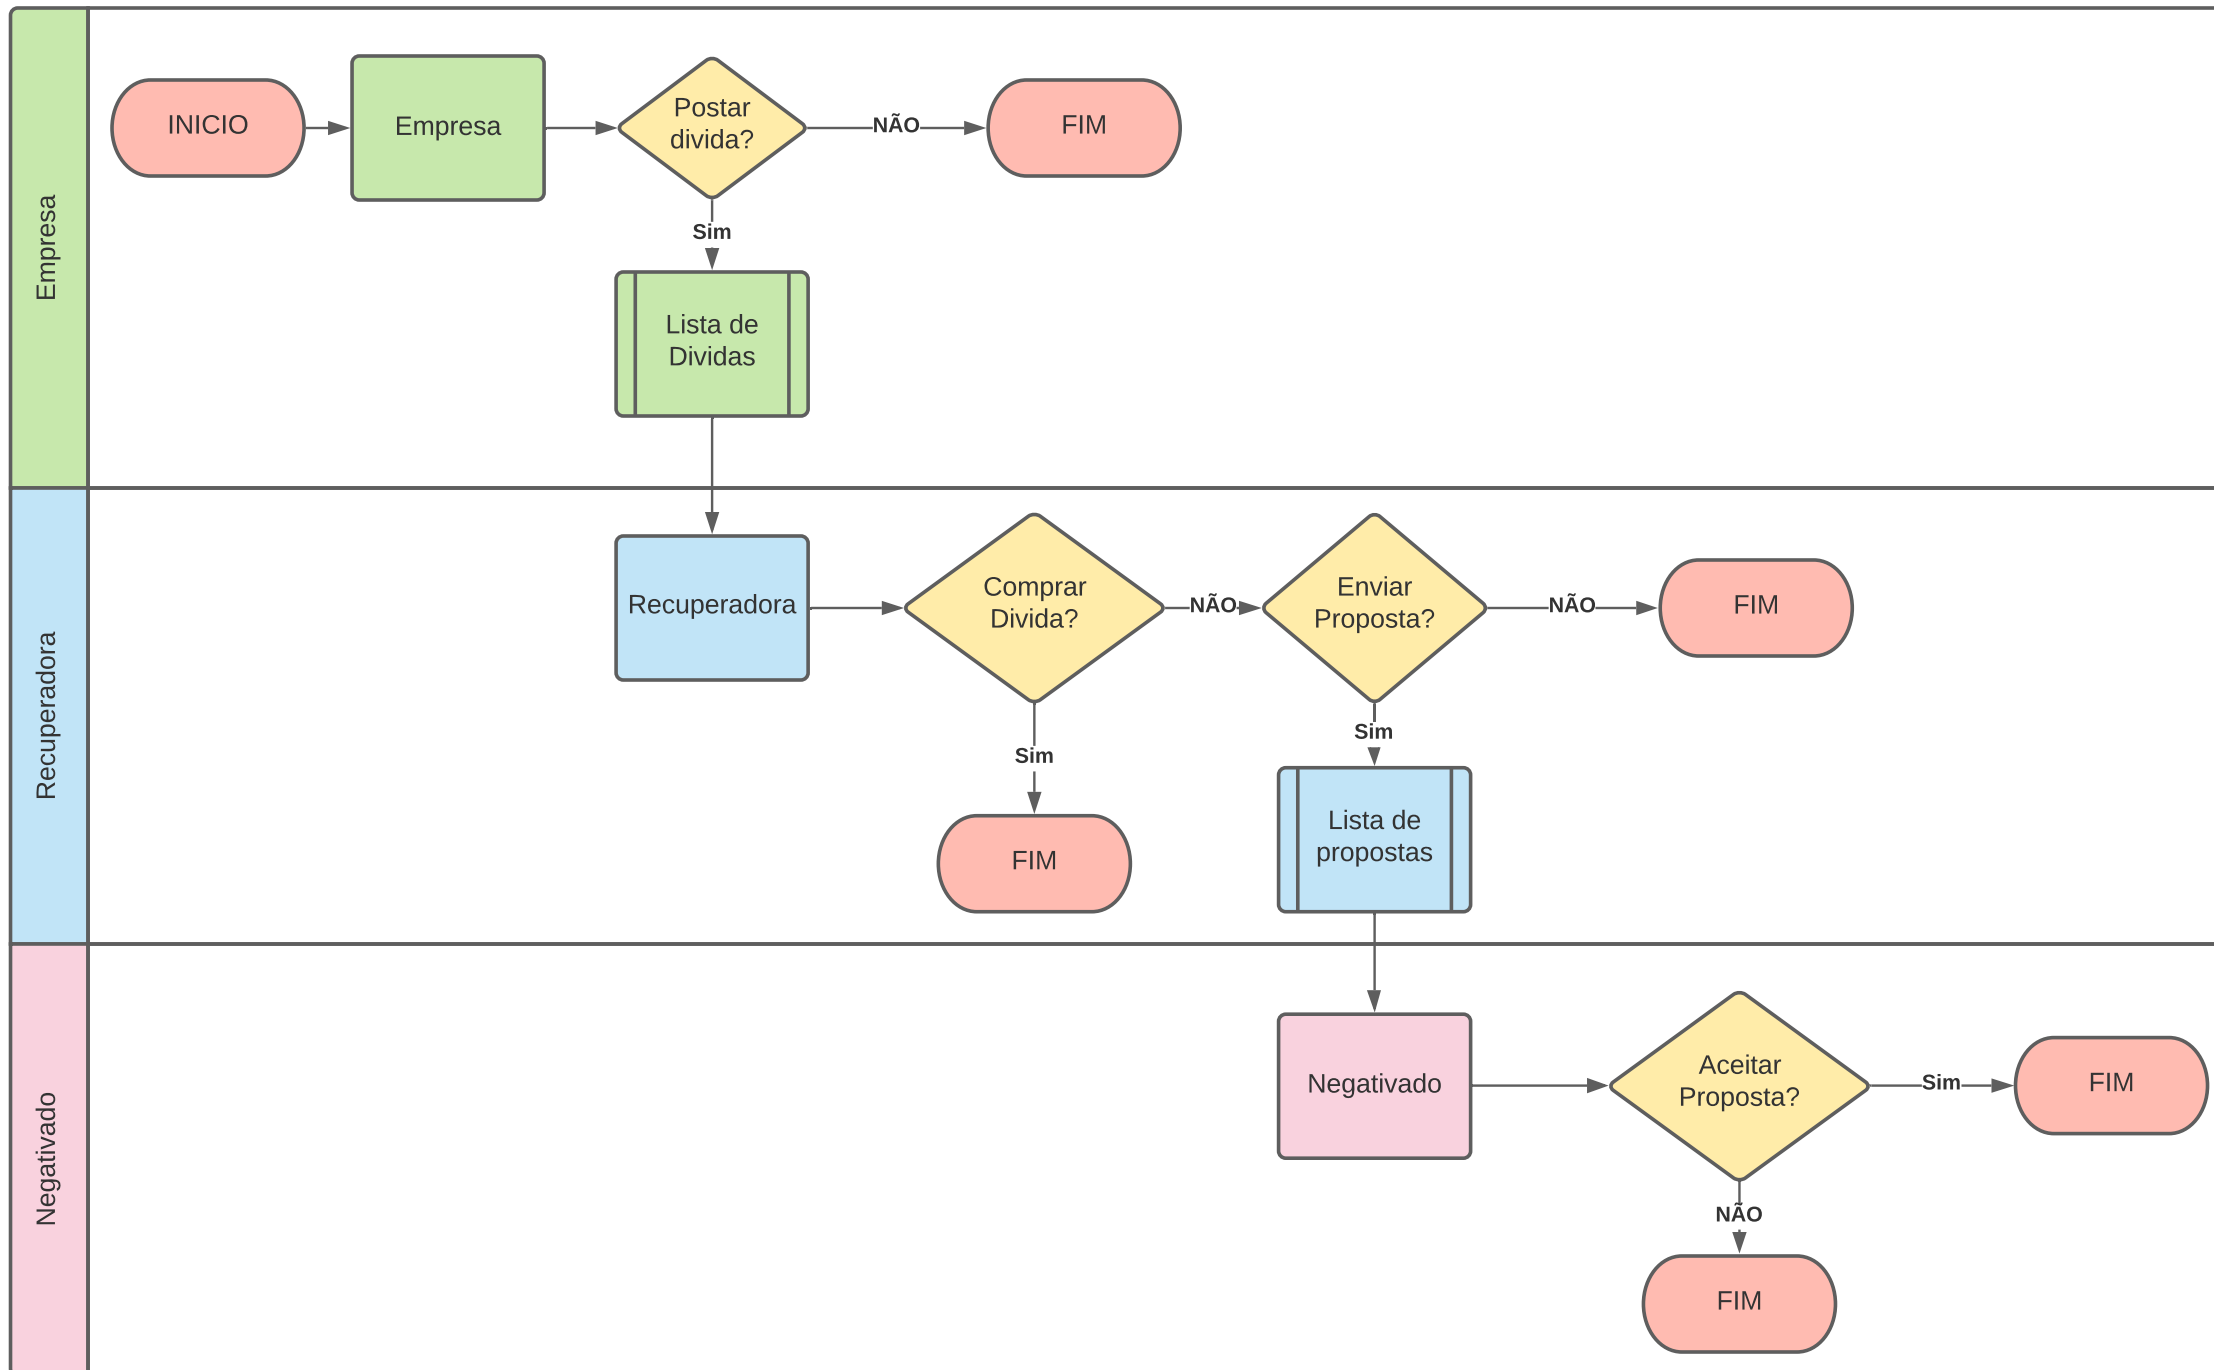 Empresa
INICIO
Empresa
Postar
divida?
NÃO
FIM
Sim
Lista de
Dividas
Recuperadora
Recuperadora
Comprar
Divida?
NÃO
Enviar
Proposta?
NÃO
FIM
Sim
FIM
Sim
Lista de
propostas
Negativado
Negativado
Aceitar
Proposta?
Sim
FIM
NÃO
FIM